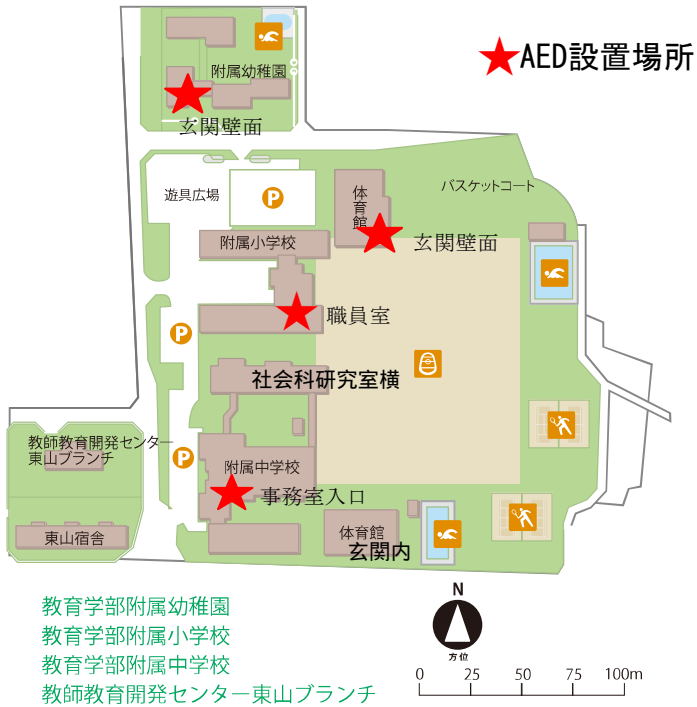 AED設置場所
附属幼稚園
玄関壁面
遊具広場
P
体育館
バスケットコート
附属小学校
玄関壁面
職員室
P
社会科研究室横
教師教育開発センター
東山ブランチ
P
附属中学校
事務室入口
東山宿舎
体育館
玄関内
教育学部附属幼稚園
教育学部附属小学校
教育学部附属中学校
教師教育開発センター東山ブランチ
N
方位
0 25 50 75 100m